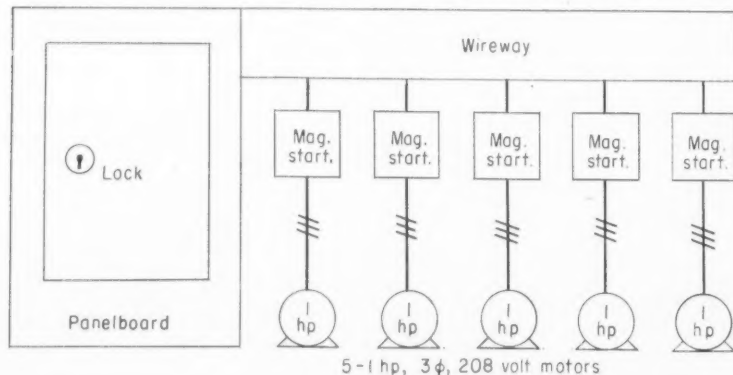 Wireway
Mag. start.
Mag. start.
Mag. start.
Mag. start.
Mag. start.
Lock
1 hp
1 hp
1 hp
1 hp
1 hp
Panelboard
5-1 hp, 3ϕ, 208 volt motors